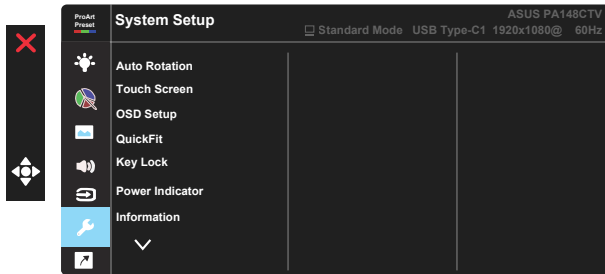 ProArt
Preset
System Setup
ASUS PA148CTV
Standard Mode USB Type-C1 1920x1080@ 60Hz
Auto Rotation
Touch Screen
OSD Setup
QuickFit
Key Lock
Power Indicator
Information